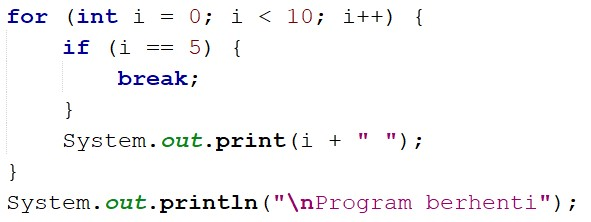 for (int i = 0; i < 10; i++) {
    if (i == 5) {
        break;
    }
    System.out.print(i + " ");
}
System.out.println("\nProgram berhenti");